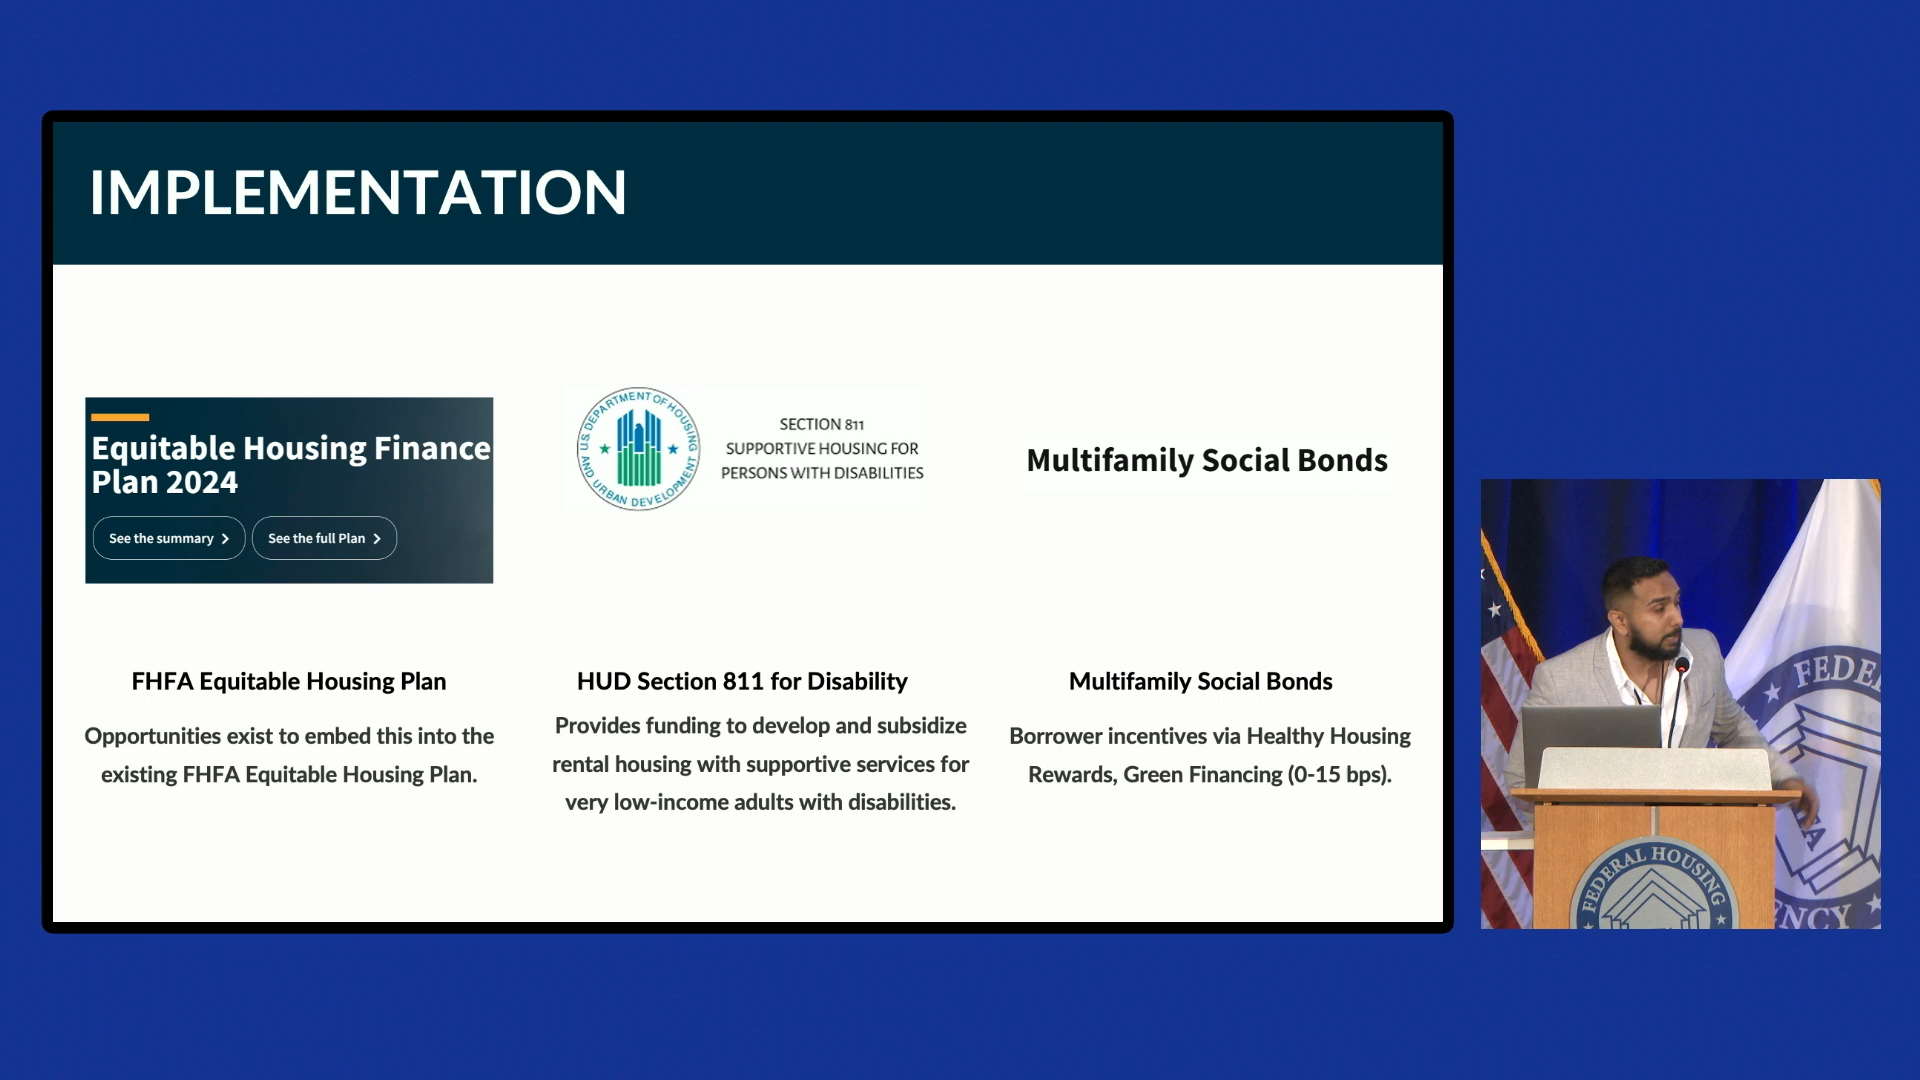 IMPLEMENTATION
Equitable Housing Finance
Plan 2024
See the summary
See the full Plan
U.S. DEPARTMENT OF HOUSING
AND URBAN DEVELOPMENT
SECTION 811
SUPPORTIVE HOUSING FOR
PERSONS WITH DISABILITIES
Multifamily Social Bonds
FHFA Equitable Housing Plan
Opportunities exist to embed this into the
existing FHFA Equitable Housing Plan.
HUD Section 811 for Disability
Provides funding to develop and subsidize
rental housing with supportive services for
very low-income adults with disabilities.
Multifamily Social Bonds
Borrower incentives via Healthy Housing
Rewards, Green Financing (0-15 bps).
FEDERAL HOUSING